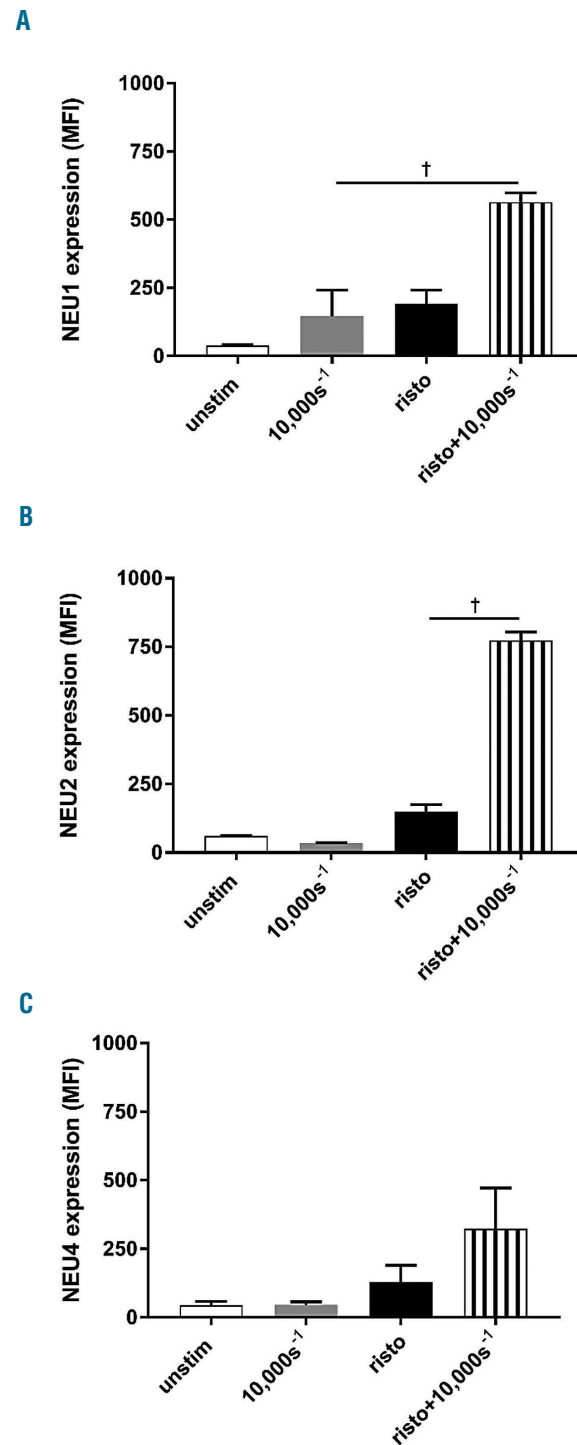 A
NEU1 expression (MFI)
1000
750
500
250
0
†
unstim
10,000s⁻¹
risto
risto+10,000s⁻¹
B
NEU2 expression (MFI)
1000
750
500
250
0
†
unstim
10,000s⁻¹
risto
risto+10,000s⁻¹
C
NEU4 expression (MFI)
1000
750
500
250
0
unstim
10,000s⁻¹
risto
risto+10,000s⁻¹